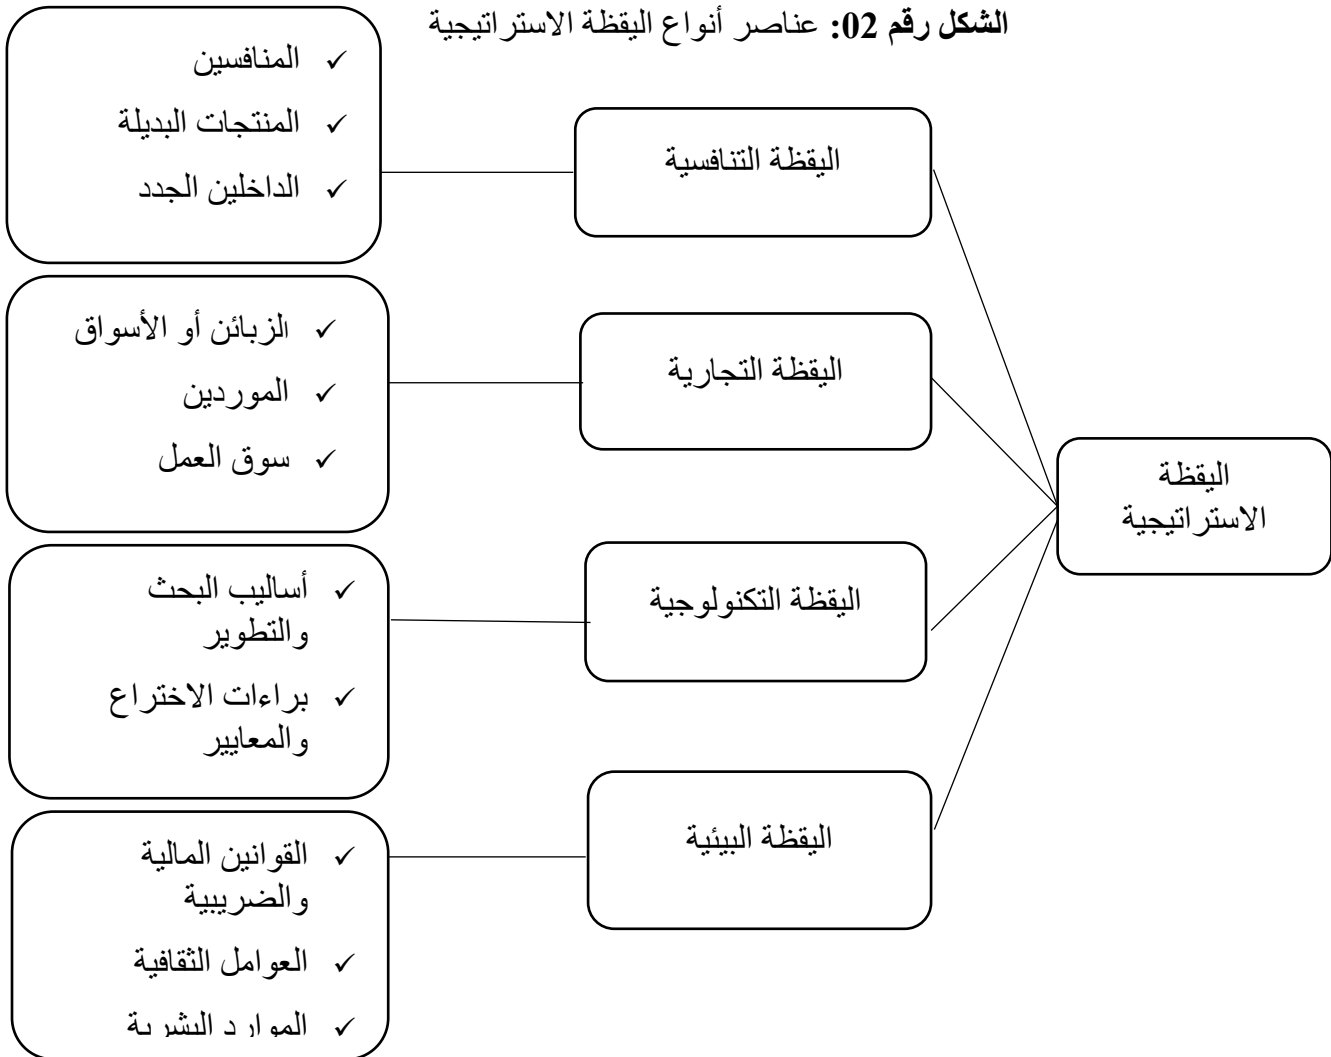 الشكل رقم 02: عناصر أنواع اليقظة الاستراتيجية
اليقظة
الاستراتيجية
اليقظة التنافسية
✓ المنافسين
✓ المنتجات البديلة
✓ الداخلين الجدد
اليقظة التجارية
✓ الزبائن أو الأسواق
✓ الموردين
✓ سوق العمل
اليقظة التكنولوجية
✓ أساليب البحث
والتطوير
✓ براءات الاختراع
والمعايير
اليقظة البيئية
✓ القوانين المالية
والضريبية
✓ العوامل الثقافية
✓ الموارد البشرية